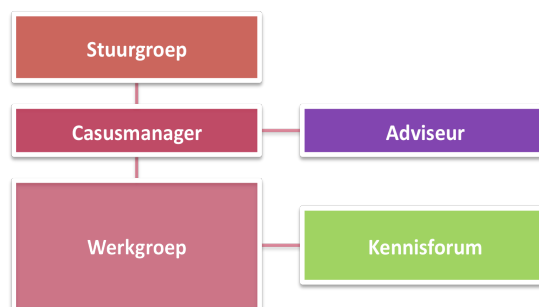 Stuurgroep
Casusmanager
Adviseur
Werkgroep
Kennisforum